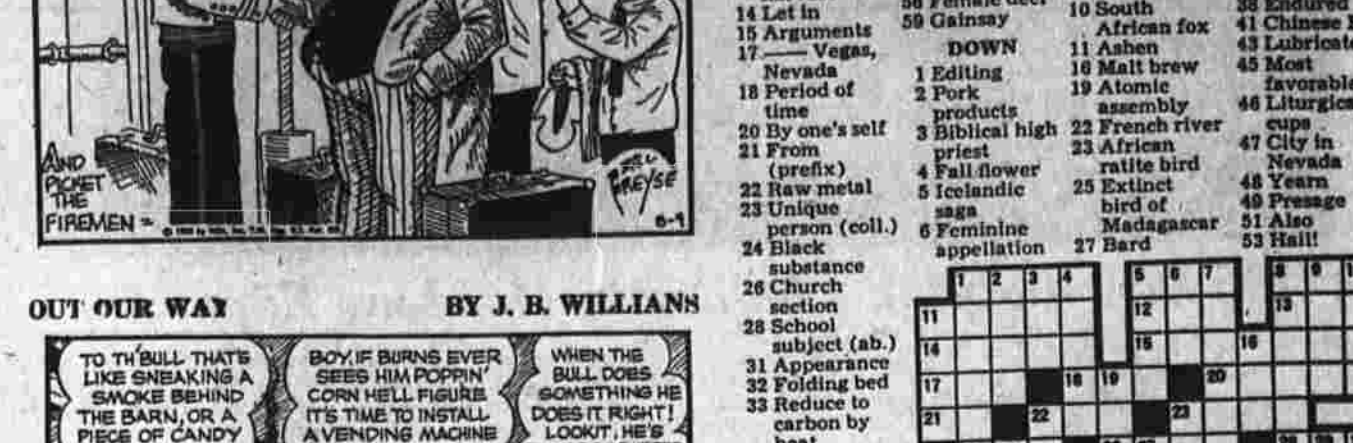 AND
PICKET
THE
FIREMEN =
BILL
FREYSE
8-9
OUT OUR WAY
BY J. B. WILLIANS
TO TH' BULL THAT'S
LIKE SNEAKING A
SMOKE BEHIND
THE BARN, OR A
PIECE OF CANDY
BOY, IF BURNS EVER
SEES HIM POPPIN'
CORN HE'LL FIGURE
IT'S TIME TO INSTALL
A VENDING MACHINE
WHEN THE
BULL DOES
SOMETHING HE
DOES IT RIGHT!
LOOKIT, HE'S
14 Let in
15 Arguments
17 —— Vegas,
Nevada
18 Period of
time
20 By one's self
21 From
(prefix)
22 Raw metal
23 Unique
person (coll.)
24 Black
substance
26 Church
section
28 School
subject (ab.)
31 Appearance
32 Folding bed
33 Reduce to
carbon by
heat
Female deer
59 Gainsay
DOWN
1 Editing
2 Pork
products
3 Biblical high
priest
4 Fall flower
5 Icelandic
saga
6 Feminine
appellation
10 South
African fox
11 Ashen
16 Malt brew
19 Atomic
assembly
22 French river
23 African
ratite bird
25 Extinct
bird of
Madagascar
27 Bard
38 Endured
41 Chinese
43 Lubricate
45 Most
favorable
46 Liturgica
cups
47 City in
Nevada
48 Yearn
49 Presage
51 Also
53 Hail!
1 2 3 4 5 6 7 8 9
11 12 13
14 15 16
17 18 19 20
21 22 23